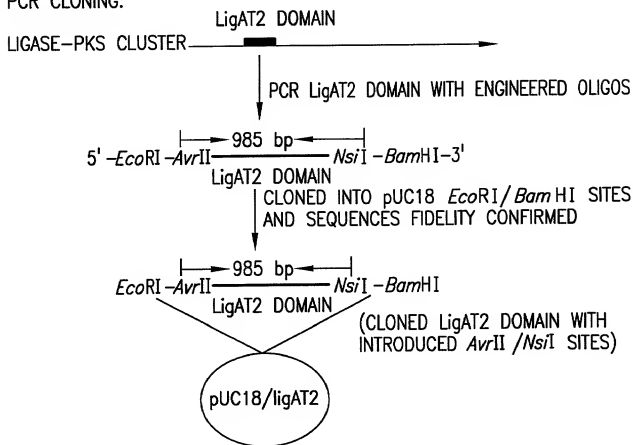 PCR CLONING:
LigAT2 DOMAIN
LIGASE-PKS CLUSTER
PCR LigAT2 DOMAIN WITH ENGINEERED OLIGOS
985 bp
5'-EcoRI-AvrII NsiI-BamHI-3'
LigAT2 DOMAIN
CLONED INTO pUC18 EcoRI/BamHI SITES
AND SEQUENCES FIDELITY CONFIRMED
985 bp
EcoRI-AvrII NsiI-BamHI
LigAT2 DOMAIN
(CLONED LigAT2 DOMAIN WITH
INTRODUCED AvrII/NsiI SITES)
pUC18/ligAT2